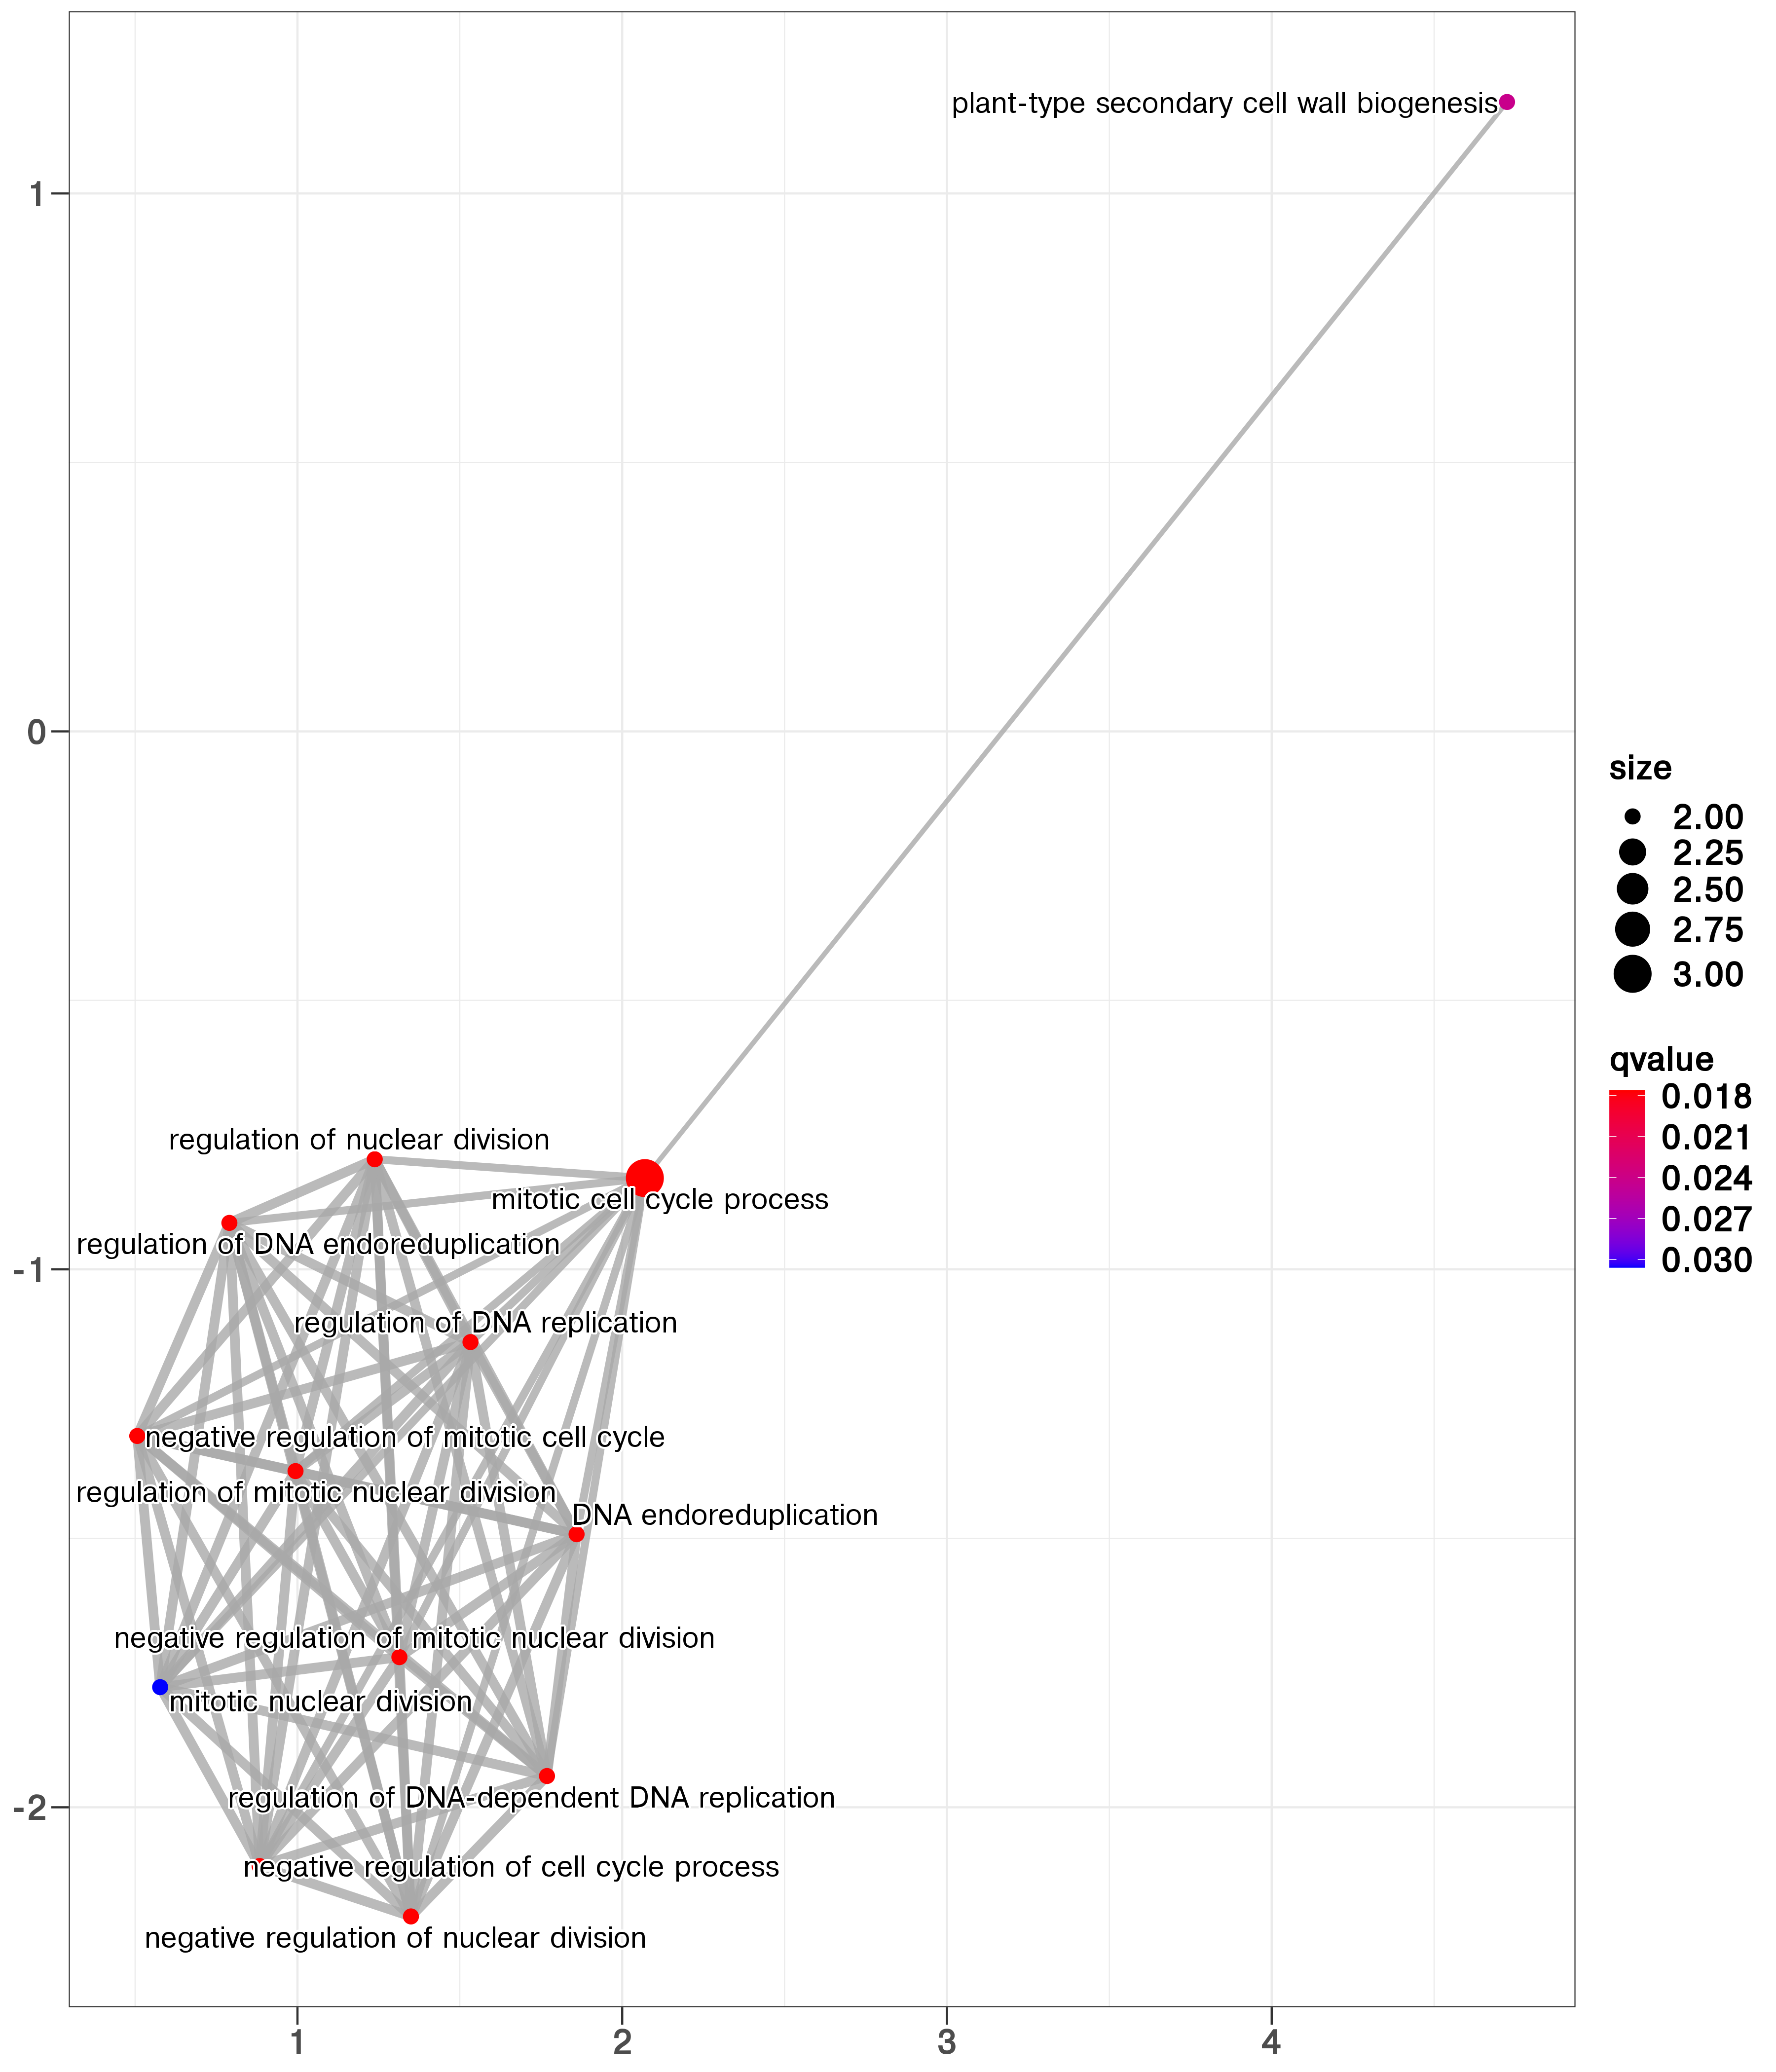 plant-type secondary cell wall biogenesis
1
0
size
2.00
2.25
2.50
2.75
3.00
qvalue
0.018
0.021
0.024
0.027
0.030
regulation of nuclear division
mitotic cell cycle process
regulation of DNA endoreduplication
-1
regulation of DNA replication
negative regulation of mitotic cell cycle
regulation of mitotic nuclear division
DNA endoreduplication
negative regulation of mitotic nuclear division
mitotic nuclear division
regulation of DNA-dependent DNA replication
-2
negative regulation of cell cycle process
negative regulation of nuclear division
1 2 3 4